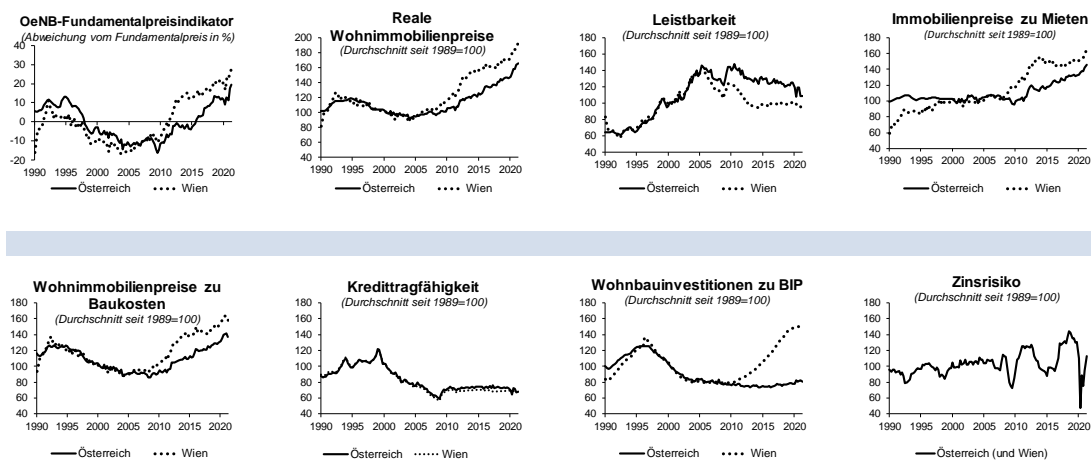 OeNB-Fundamentalpreisindikator
(Abweichung vom Fundamentalpreis in %)
40
30
20
10
0
-10
-20
1990 1995 2000 2005 2010 2015 2020
Österreich Wien
Reale
Wohnimmobilienpreise
(Durchschnitt seit 1989=100)
200
180
160
140
120
100
80
60
40
1990 1995 2000 2005 2010 2015 2020
Österreich Wien
Leistbarkeit
(Durchschnitt seit 1989=100)
180
160
140
120
100
80
60
40
1990 1995 2000 2005 2010 2015 2020
Österreich Wien
Immobilienpreise zu Mieten
(Durchschnitt seit 1989=100)
180
160
140
120
100
80
60
40
1990 1995 2000 2005 2010 2015 2020
Österreich Wien
Wohnimmobilienpreise zu
Baukosten
(Durchschnitt seit 1989=100)
180
160
140
120
100
80
60
40
1990 1995 2000 2005 2010 2015 2020
Österreich Wien
Kredittragfähigkeit
(Durchschnitt seit 1989=100)
180
160
140
120
100
80
60
40
1990 1995 2000 2005 2010 2015 2020
Österreich Wien
Wohnbauinvestitionen zu BIP
(Durchschnitt seit 1989=100)
180
160
140
120
100
80
60
40
1990 1995 2000 2005 2010 2015 2020
Österreich Wien
Zinsrisiko
(Durchschnitt seit 1989=100)
180
160
140
120
100
80
60
40
1990 1995 2000 2005 2010 2015 2020
Österreich (und Wien)